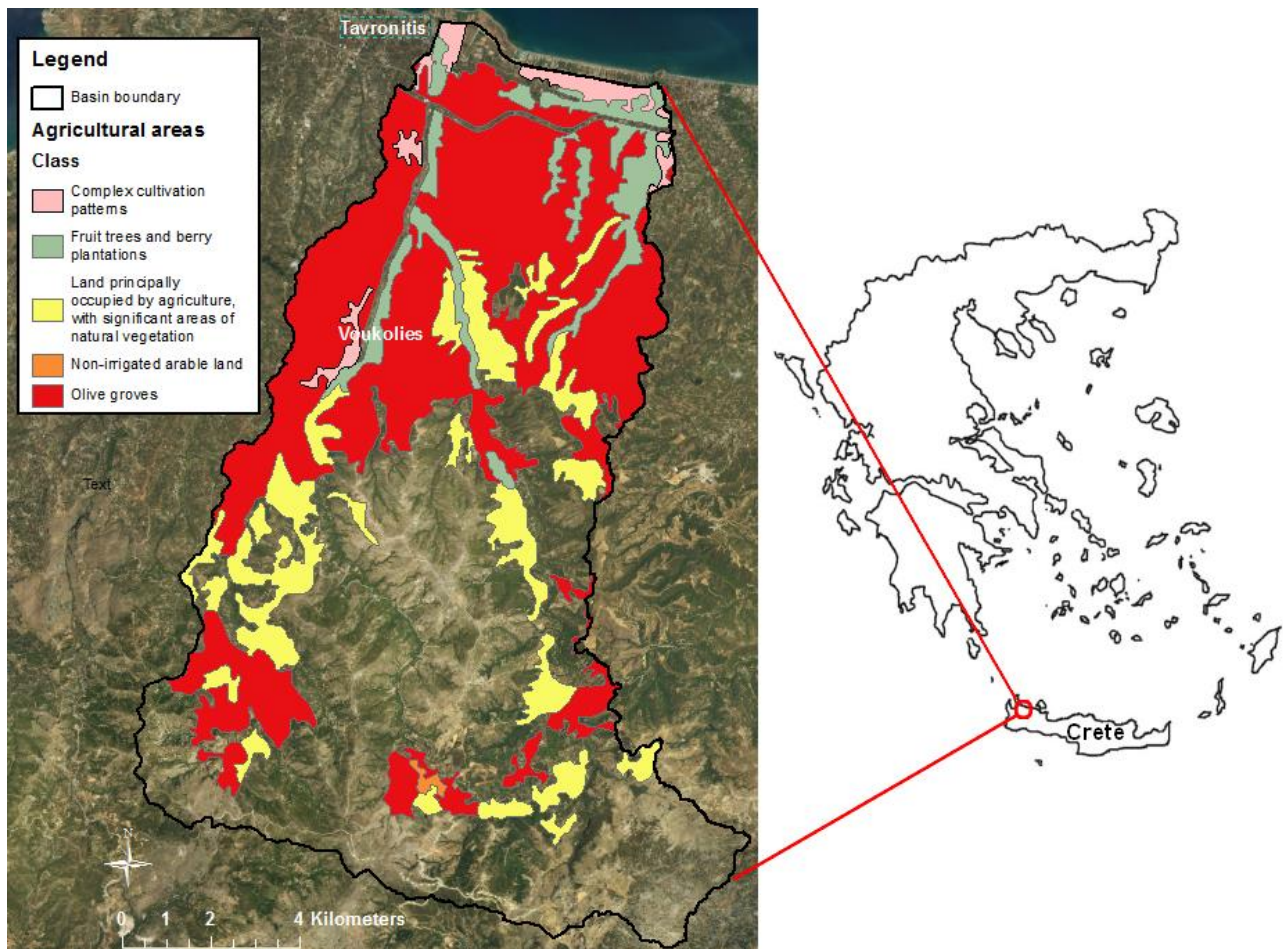 Tavronitis
Legend
Basin boundary
Agricultural areas
Class
Complex cultivation
patterns
Fruit trees and berry
plantations
Land principally
occupied by agriculture,
with significant areas of
natural vegetation
Non-irrigated arable land
Olive groves
Voukolies
Text
Crete
N
0 1 2 4 Kilometers